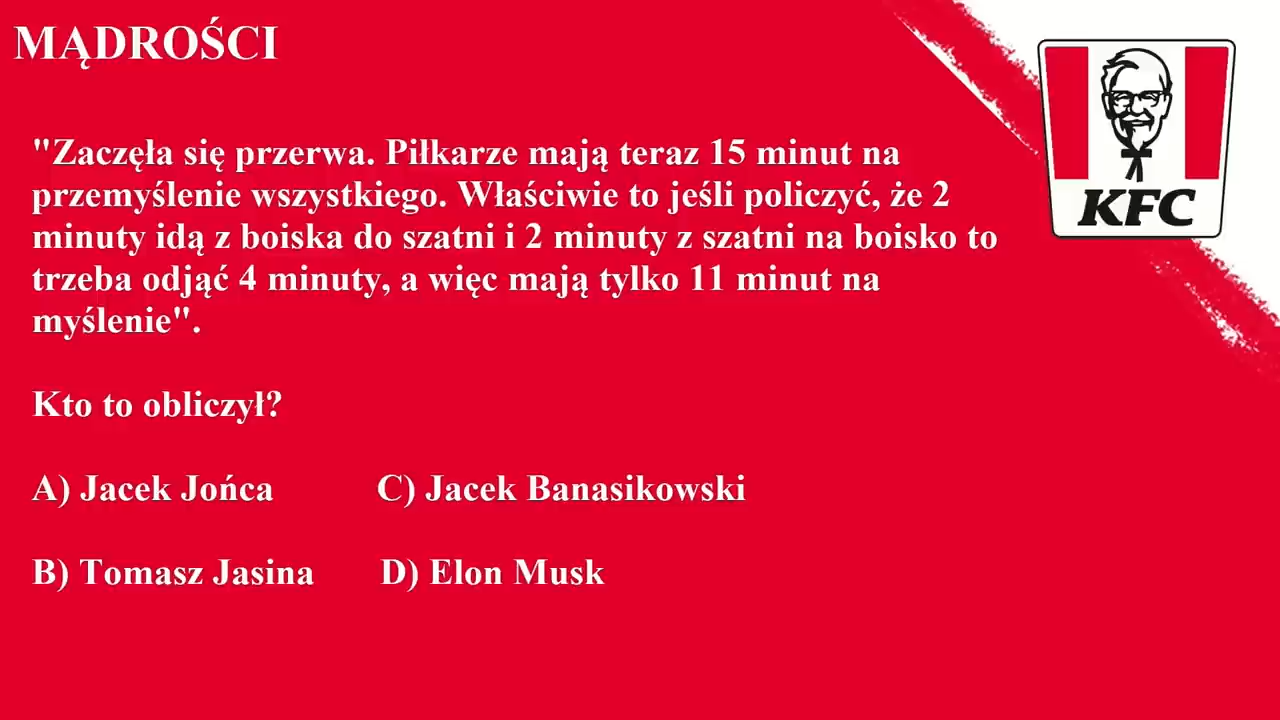 MĄDROŚCI
KFC
"Zaczęła się przerwa. Piłkarze mają teraz 15 minut na
przemyślenie wszystkiego. Właściwie to jeśli policzyć, że 2
minuty idą z boiska do szatni i 2 minuty z szatni na boisko to
trzeba odjąć 4 minuty, a więc mają tylko 11 minut na
myślenie".
Kto to obliczył?
A) Jacek Jońca C) Jacek Banasikowski
B) Tomasz Jasina D) Elon Musk